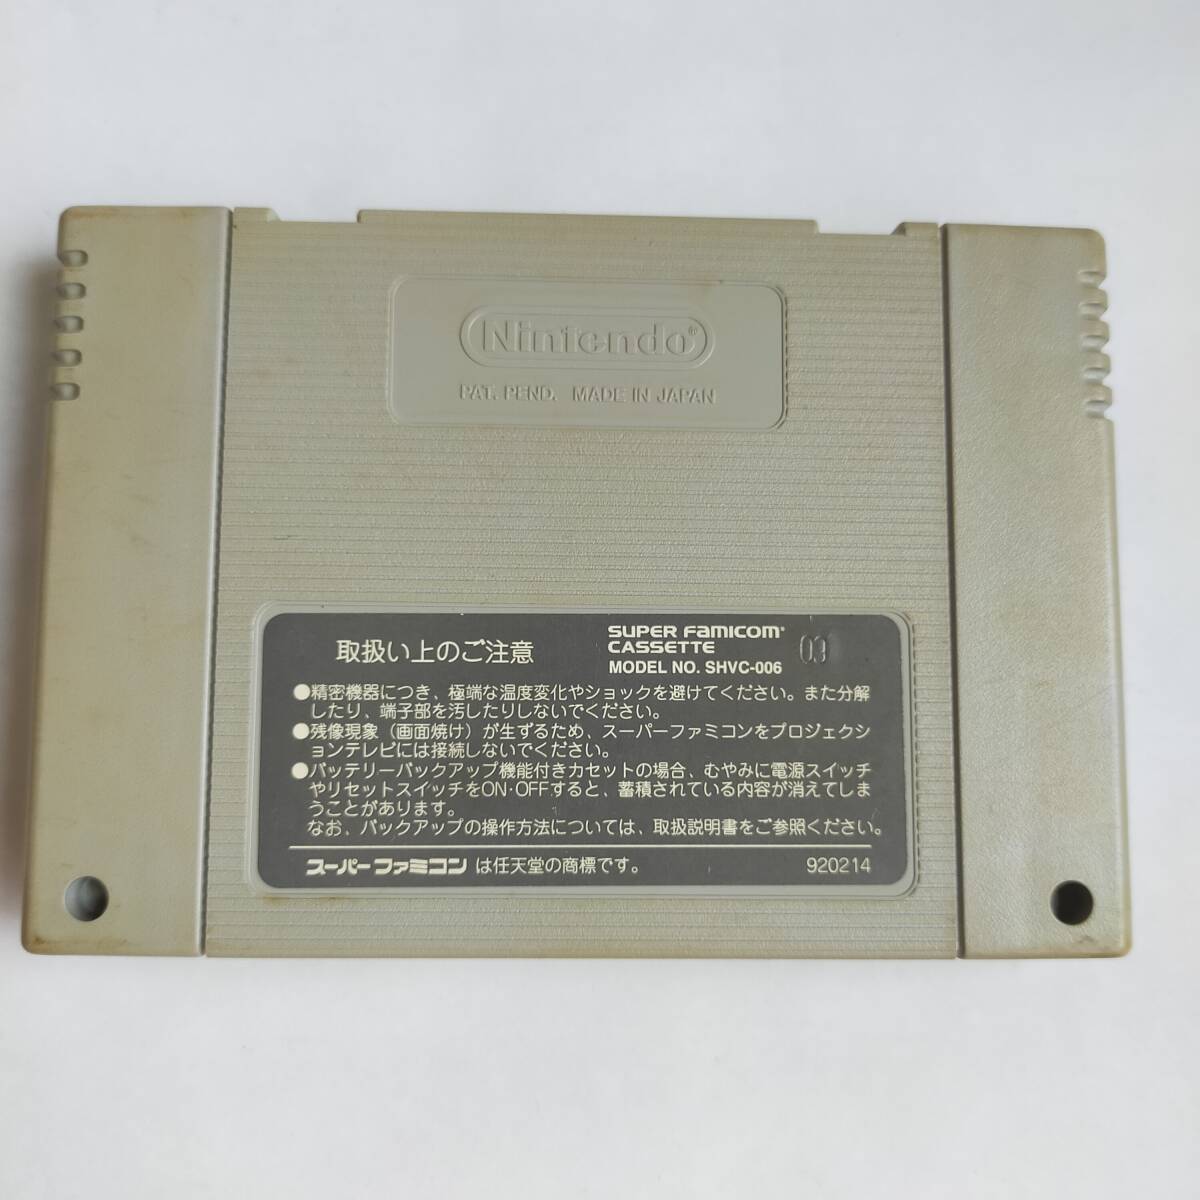 Nintendo®
PAT. PEND. MADE IN JAPAN
取扱い上のご注意
SUPER FAMICOM
CASSETTE
MODEL NO. SHVC-006
03
●精密機器につき、極端な温度変化やショックを避けてください。また分解
したり、端子部を汚したりしないでください。
●残像現象（画面焼け）が生ずるため、スーパーファミコンをプロジェクシ
ョンテレビには接続しないでください。
●バッテリーバックアップ機能付きカセットの場合、むやみに電源スイッチ
やリセットスイッチをON·OFFすると、蓄積されている内容が消えてしま
うことがあります。
なお、バックアップの操作方法については、取扱説明書をご参照ください。
スーパーファミコン は任天堂の商標です。
920214